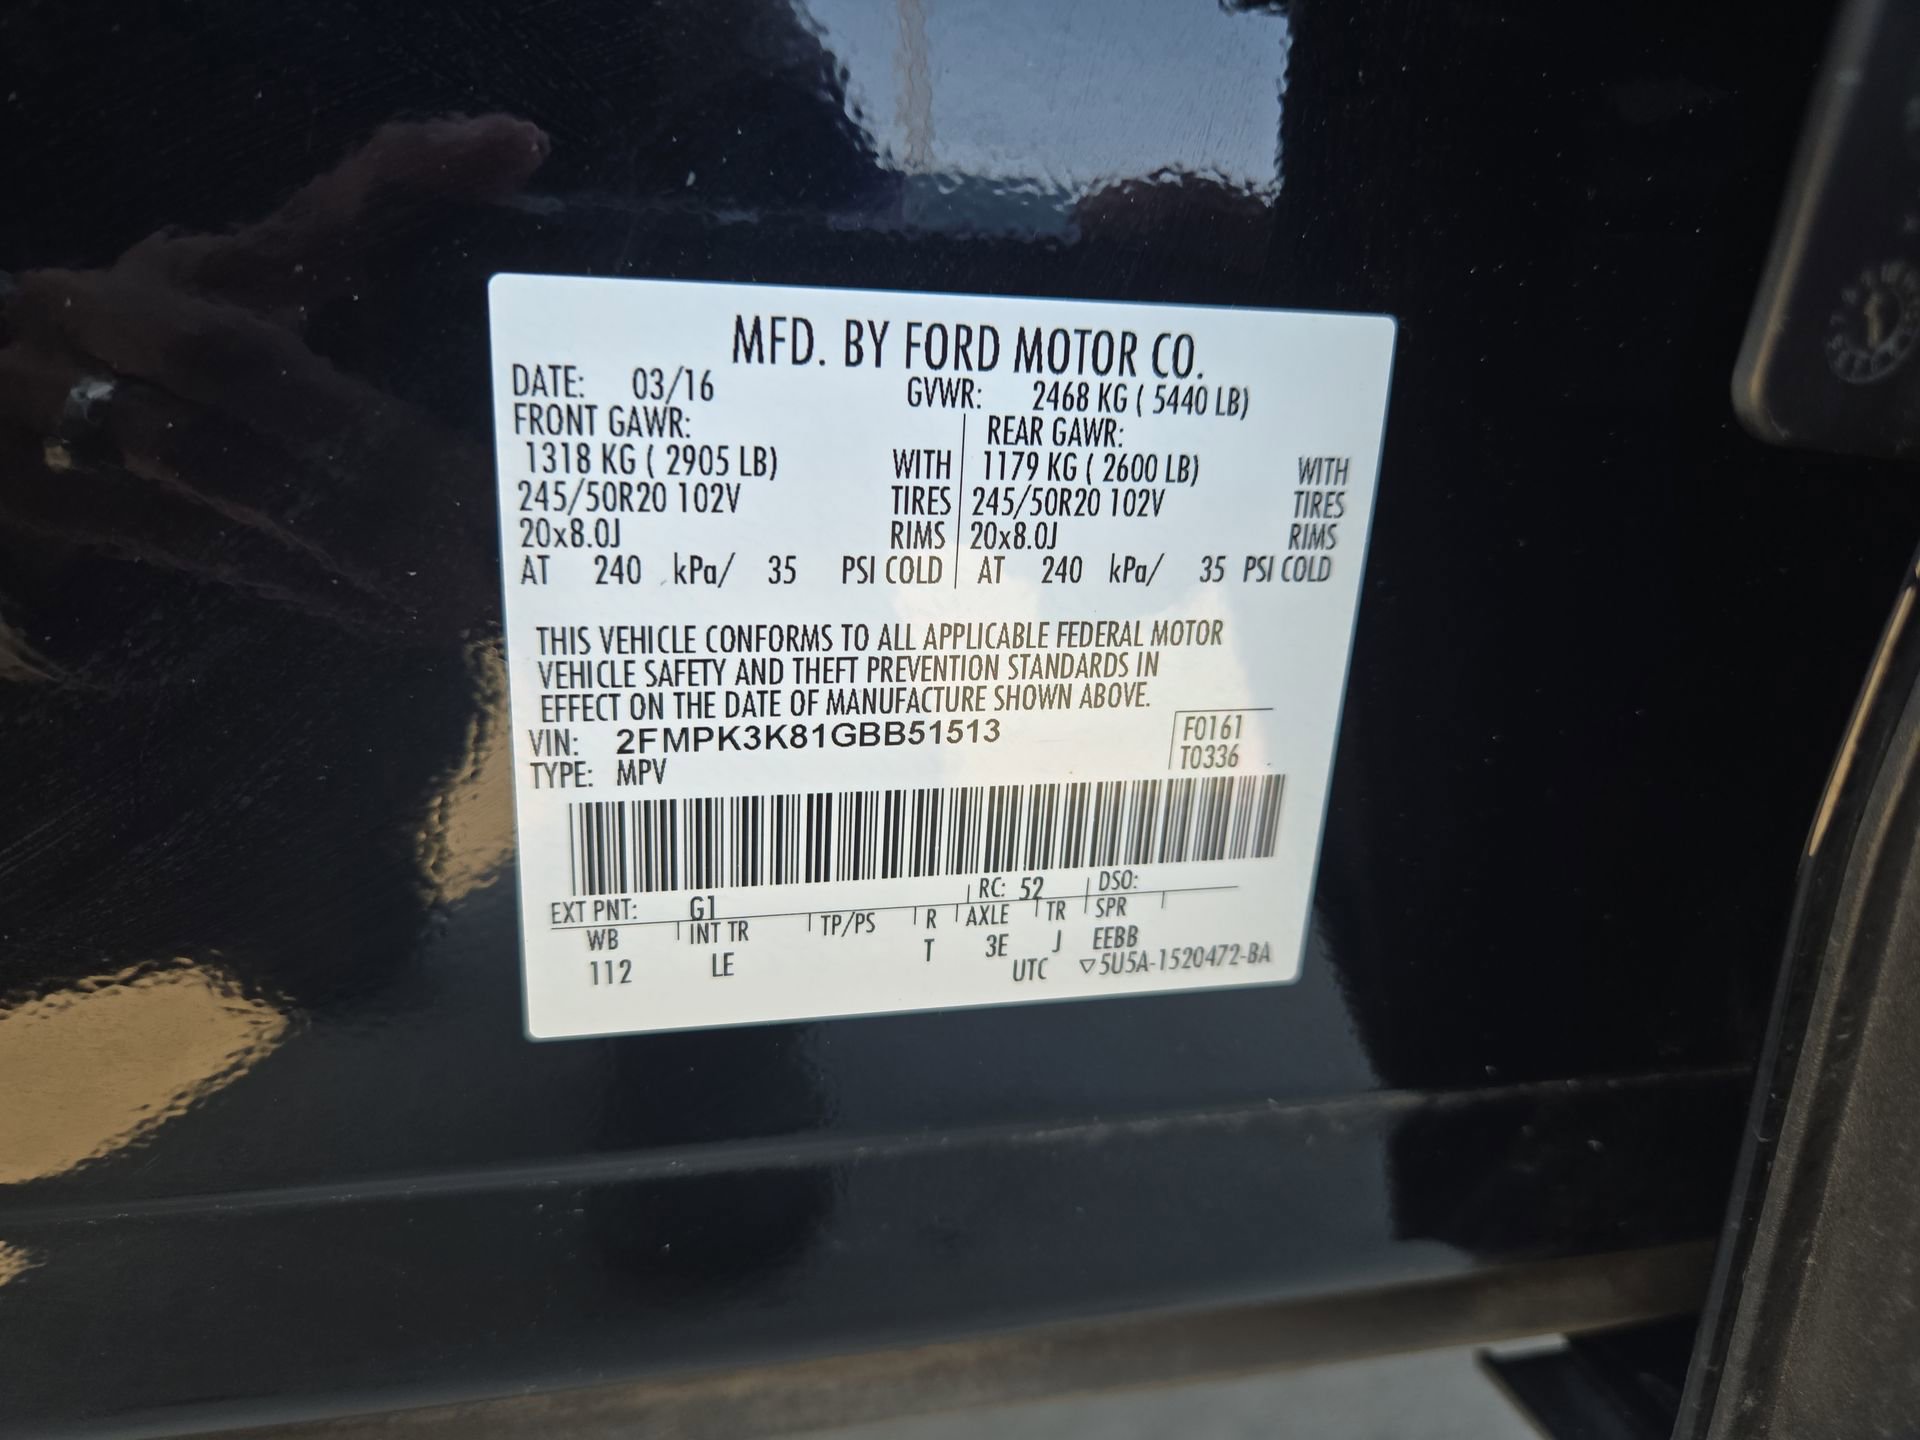 MFD. BY FORD MOTOR CO.
DATE: 03/16 GVWR: 2468 KG ( 5440 LB)
FRONT GAWR: REAR GAWR:
1318 KG ( 2905 LB) WITH 1179 KG ( 2600 LB) WITH
245/50R20 102V TIRES 245/50R20 102V TIRES
20x8.0J RIMS 20x8.0J RIMS
AT 240 kPa/ 35 PSI COLD AT 240 kPa/ 35 PSI COLD
THIS VEHICLE CONFORMS TO ALL APPLICABLE FEDERAL MOTOR
VEHICLE SAFETY AND THEFT PREVENTION STANDARDS IN
EFFECT ON THE DATE OF MANUFACTURE SHOWN ABOVE.
VIN: 2FMPK3K81GBB51513 F0161
TYPE: MPV T0336
EXT PNT: G1 RC: 52 DSO:
WB INT TR TP/PS R AXLE TR SPR
112 LE T 3E J EEBB
UTC ▽5U5A-1520472-BA